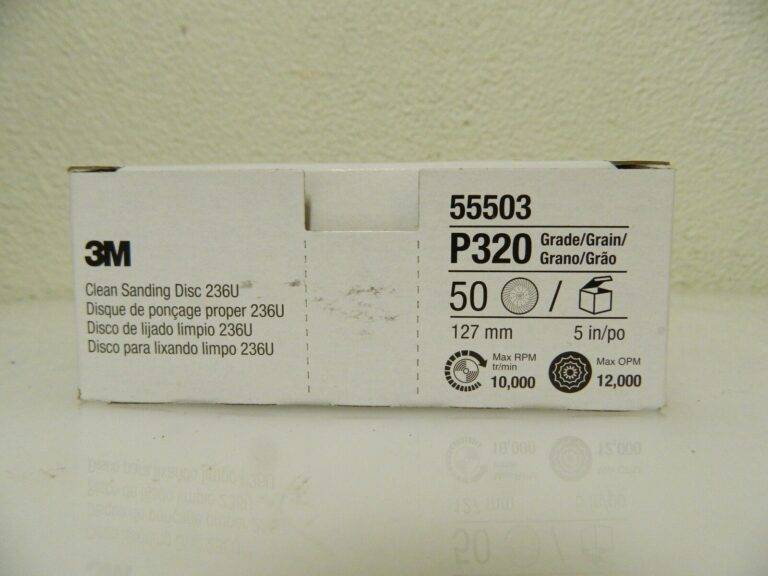 3M
Clean Sanding Disc 236U
Disque de ponçage proper 236U
Disco de lijado limpio 236U
Disco para lixando limpo 236U
55503
P320 Grade/Grain/
Grano/Grão
50 /
127 mm 5 in/po
Max RPM
tr/min
10,000
Max OPM
12,000